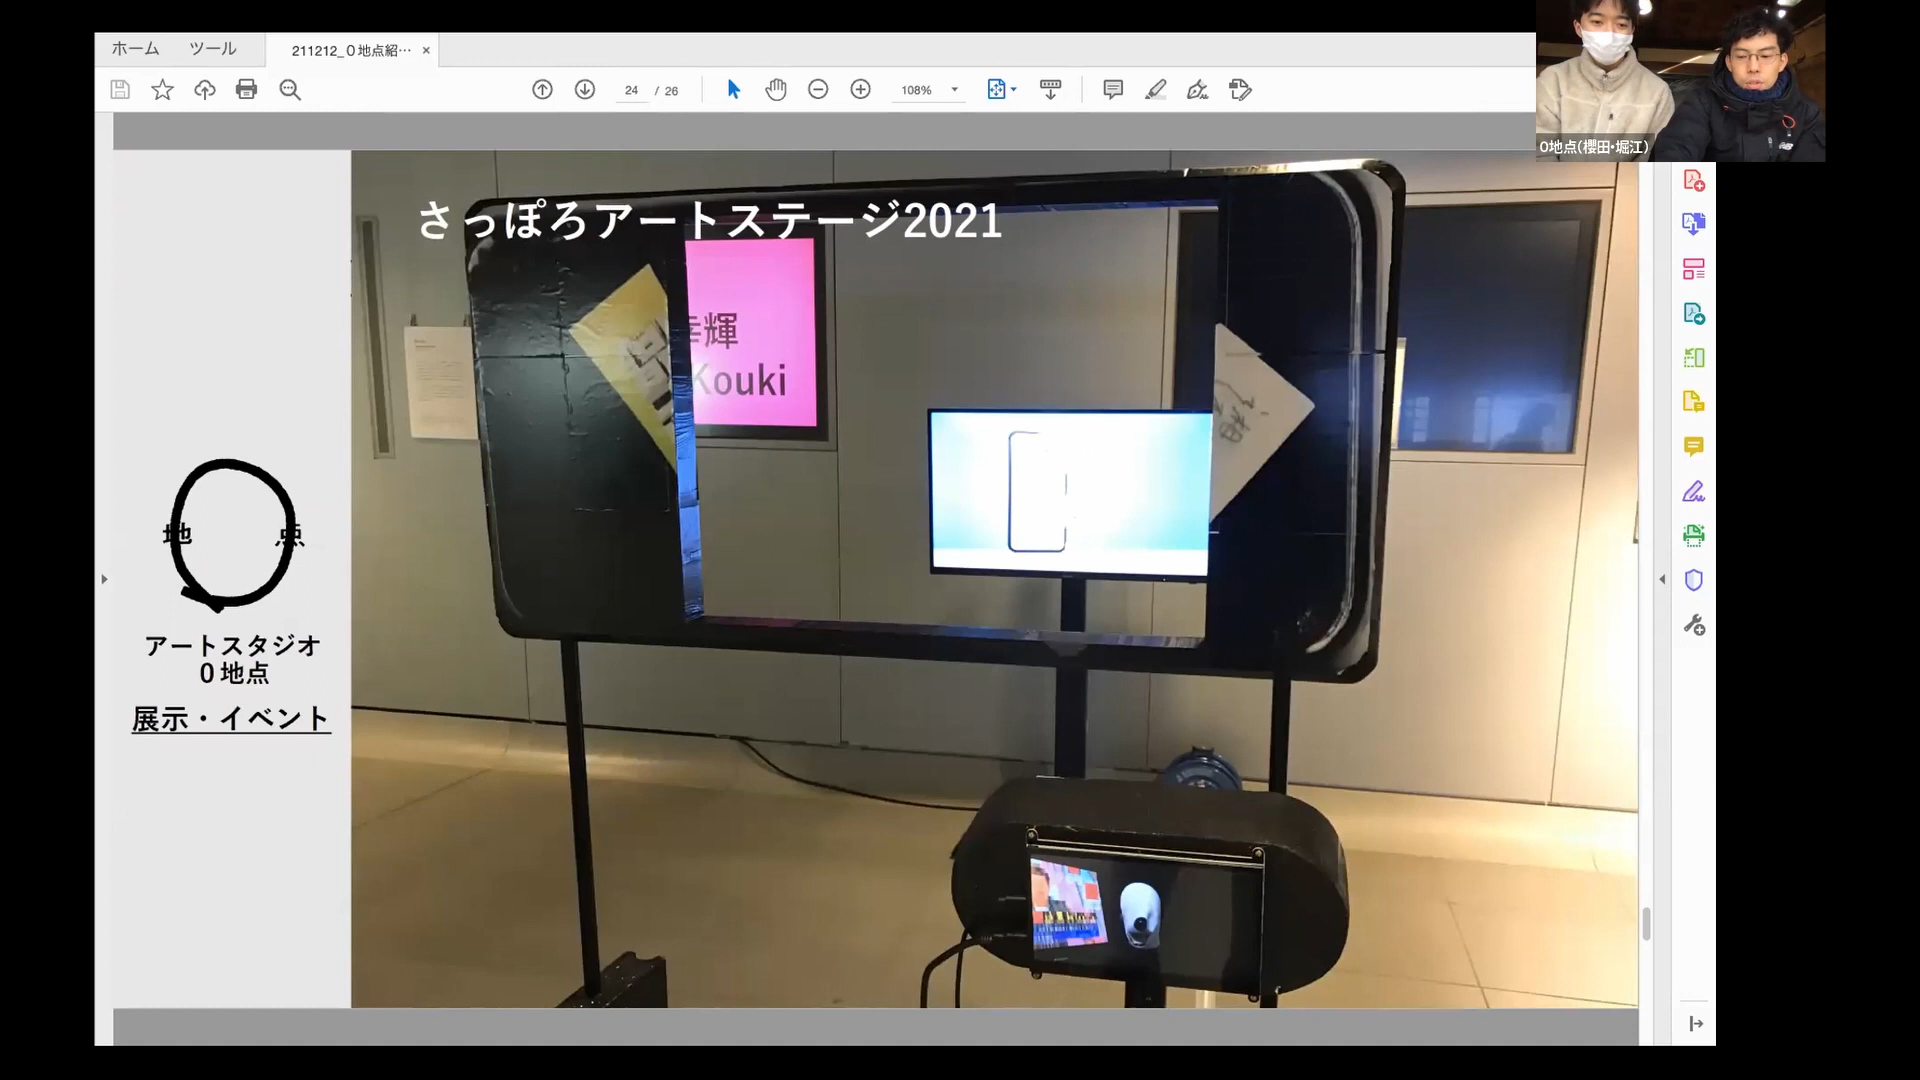 ホーム ツール 211212_０地点紹… ×
24 / 26 108%
0地点(櫻田・堀江)
さっぽろアートステージ2021
輝
Kouki
地 点
アートスタジオ
０地点
展示・イベント